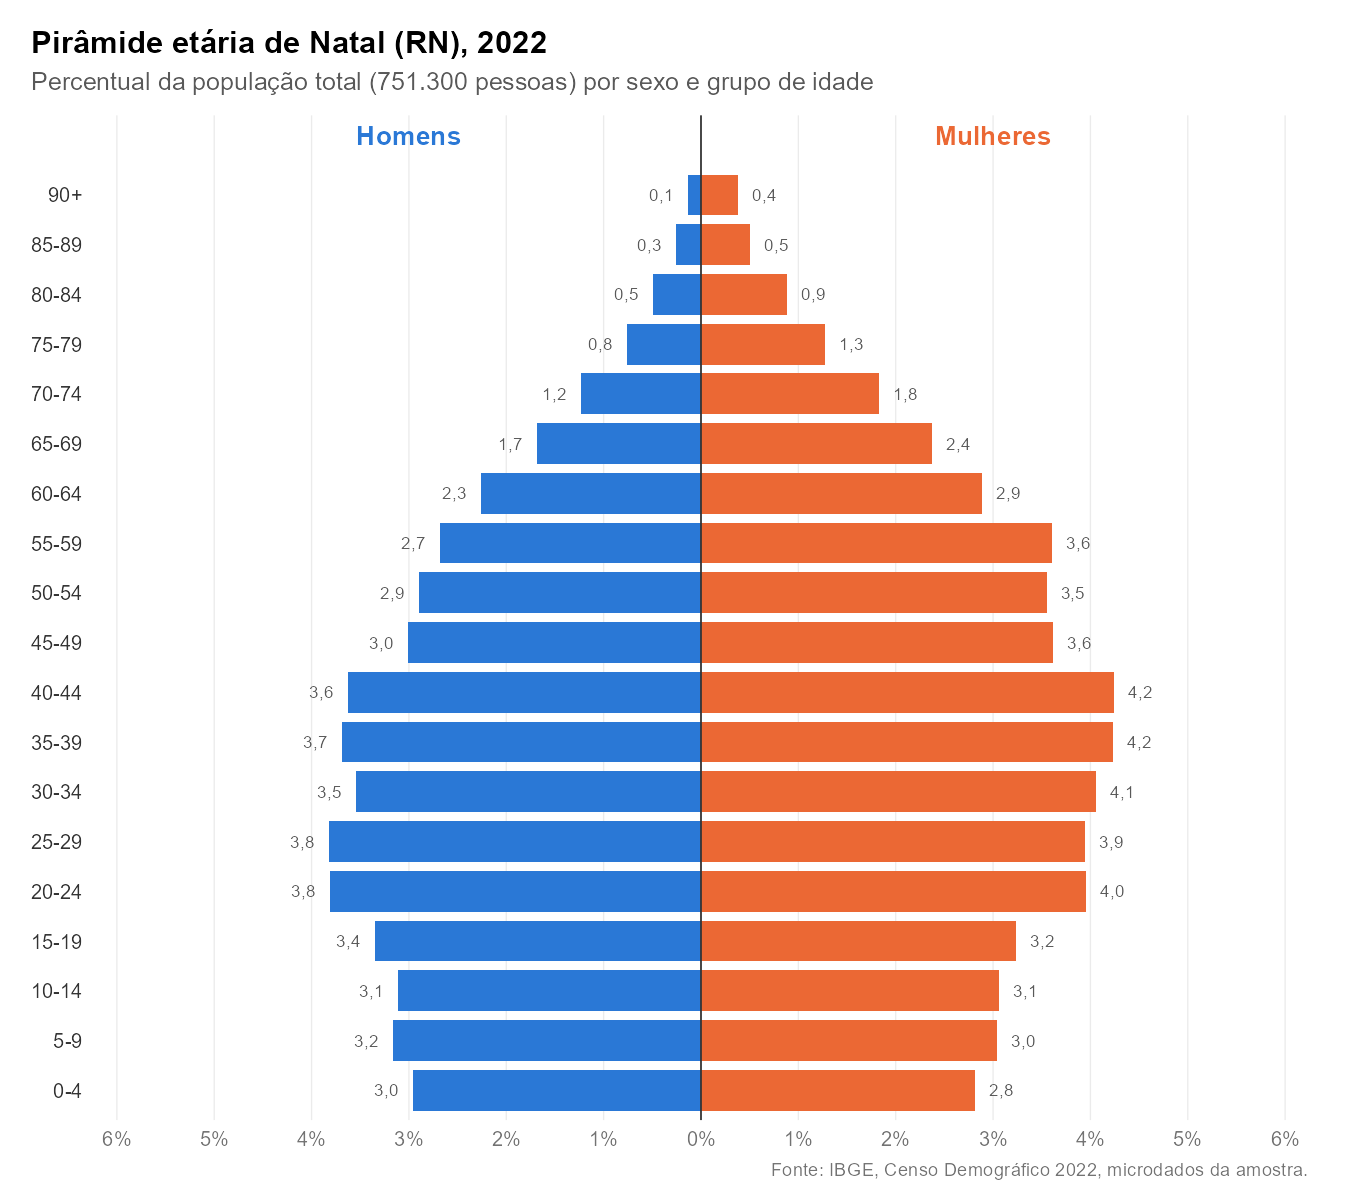 Pirâmide etária de Natal (RN), 2022
Percentual da população total (751.300 pessoas) por sexo e grupo de idade
Homens Mulheres
90+ 0,1 0,4
85-89 0,3 0,5
80-84 0,5 0,9
75-79 0,8 1,3
70-74 1,2 1,8
65-69 1,7 2,4
60-64 2,3 2,9
55-59 2,7 3,6
50-54 2,9 3,5
45-49 3,0 3,6
40-44 3,6 4,2
35-39 3,7 4,2
30-34 3,5 4,1
25-29 3,8 3,9
20-24 3,8 4,0
15-19 3,4 3,2
10-14 3,1 3,1
5-9 3,2 3,0
0-4 3,0 2,8
6% 5% 4% 3% 2% 1% 0% 1% 2% 3% 4% 5% 6%
Fonte: IBGE, Censo Demográfico 2022, microdados da amostra.